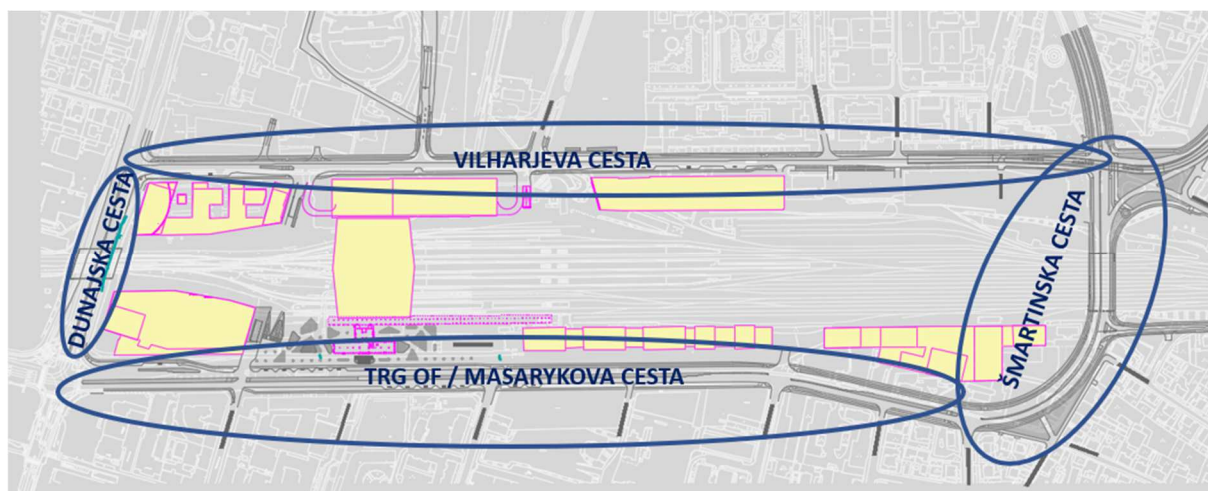 VILHARJEVA CESTA
DUNAJSKA CESTA
ŠMARTINSKA CESTA
TRG OF / MASARYKOVA CESTA